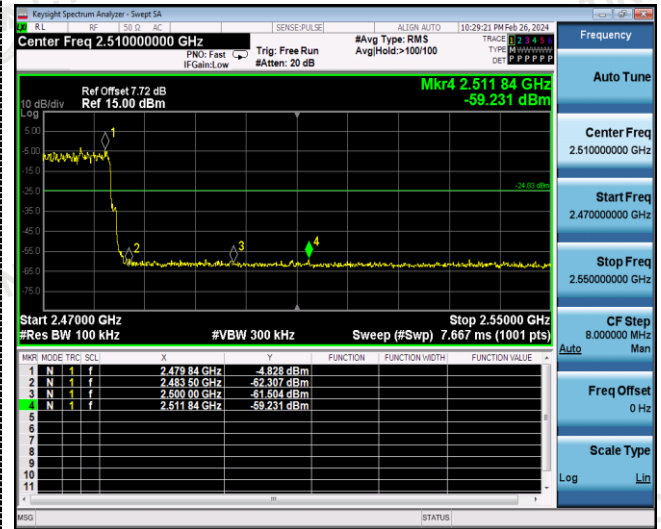 Keysight Spectrum Analyzer - Swept SA
RL RF 50 Ω AC SENSE:PULSE ALIGN AUTO 10:29:21 PM Feb 26, 2024
Center Freq 2.510000000 GHz
PNO: Fast
IFGain:Low
Trig: Free Run
#Atten: 20 dB
#Avg Type: RMS
Avg|Hold:>100/100
TRACE 1 2 3 4 5 6
TYPE M W W W W W
DET P P P P P P
Mkr4 2.511 84 GHz
-59.231 dBm
Ref Offset 7.72 dB
10 dB/div Ref 15.00 dBm
Log
5.00
-5.00
-15.0
-25.0
-35.0
-45.0
-55.0
-65.0
-75.0
1
2
3
4
-24.83 dBm
Start 2.47000 GHz
Stop 2.55000 GHz
#Res BW 100 kHz #VBW 300 kHz Sweep (#Swp) 7.667 ms (1001 pts)
MKR MODE TRC SCL X Y FUNCTION FUNCTION WIDTH FUNCTION VALUE
1 N 1 f 2.479 84 GHz -4.828 dBm
2 N 1 f 2.483 50 GHz -62.307 dBm
3 N 1 f 2.500 00 GHz -61.504 dBm
4 N 1 f 2.511 84 GHz -59.231 dBm
5
6
7
8
9
10
11
MSG STATUS
Frequency
Auto Tune
Center Freq
2.510000000 GHz
Start Freq
2.470000000 GHz
Stop Freq
2.550000000 GHz
CF Step
8.000000 MHz
Auto Man
Freq Offset
0 Hz
Scale Type
Log Lin